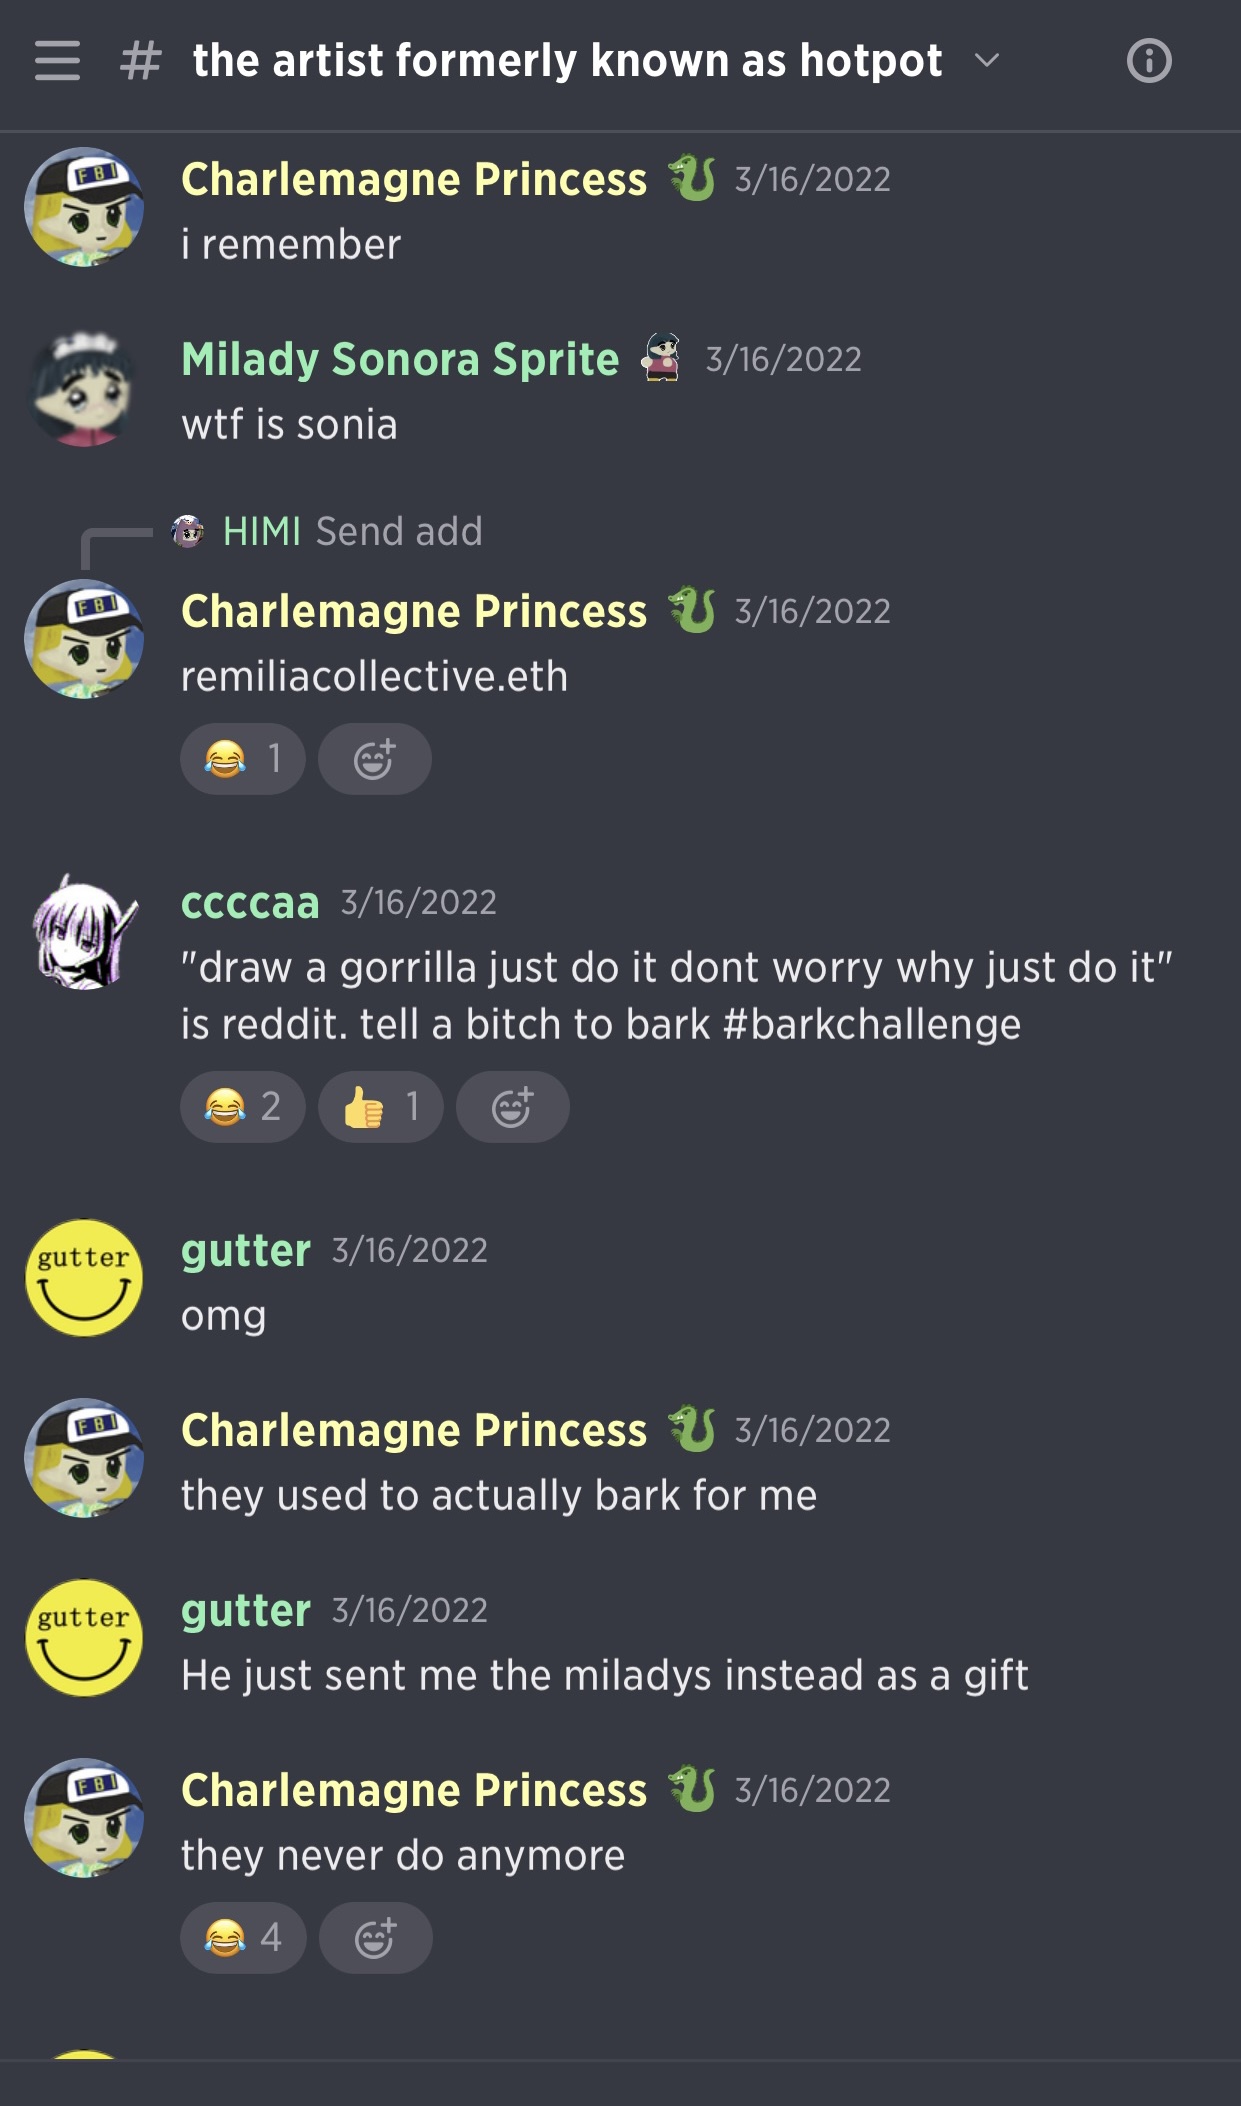 # the artist formerly known as hotpot
FBI
Charlemagne Princess 🐉 3/16/2022
i remember
Milady Sonora Sprite 3/16/2022
wtf is sonia
HIMI Send add
FBI
Charlemagne Princess 🐉 3/16/2022
remiliacollective.eth
😂 1
ccccaa 3/16/2022
"draw a gorrilla just do it dont worry why just do it"
is reddit. tell a bitch to bark #barkchallenge
😂 2 👍 1
gutter
gutter 3/16/2022
omg
FBI
Charlemagne Princess 🐉 3/16/2022
they used to actually bark for me
gutter
gutter 3/16/2022
He just sent me the miladys instead as a gift
FBI
Charlemagne Princess 🐉 3/16/2022
they never do anymore
😂 4